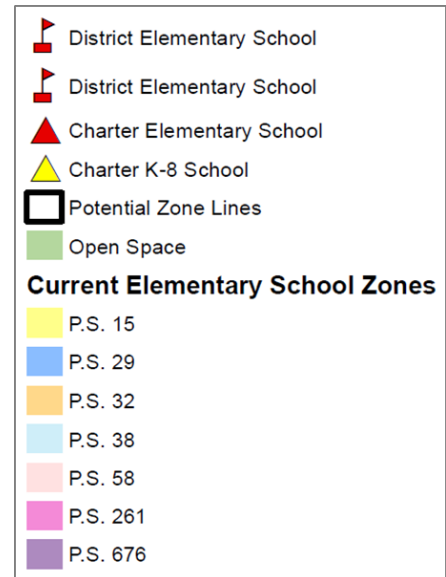 District Elementary School
District Elementary School
Charter Elementary School
Charter K-8 School
Potential Zone Lines
Open Space
Current Elementary School Zones
P.S. 15
P.S. 29
P.S. 32
P.S. 38
P.S. 58
P.S. 261
P.S. 676